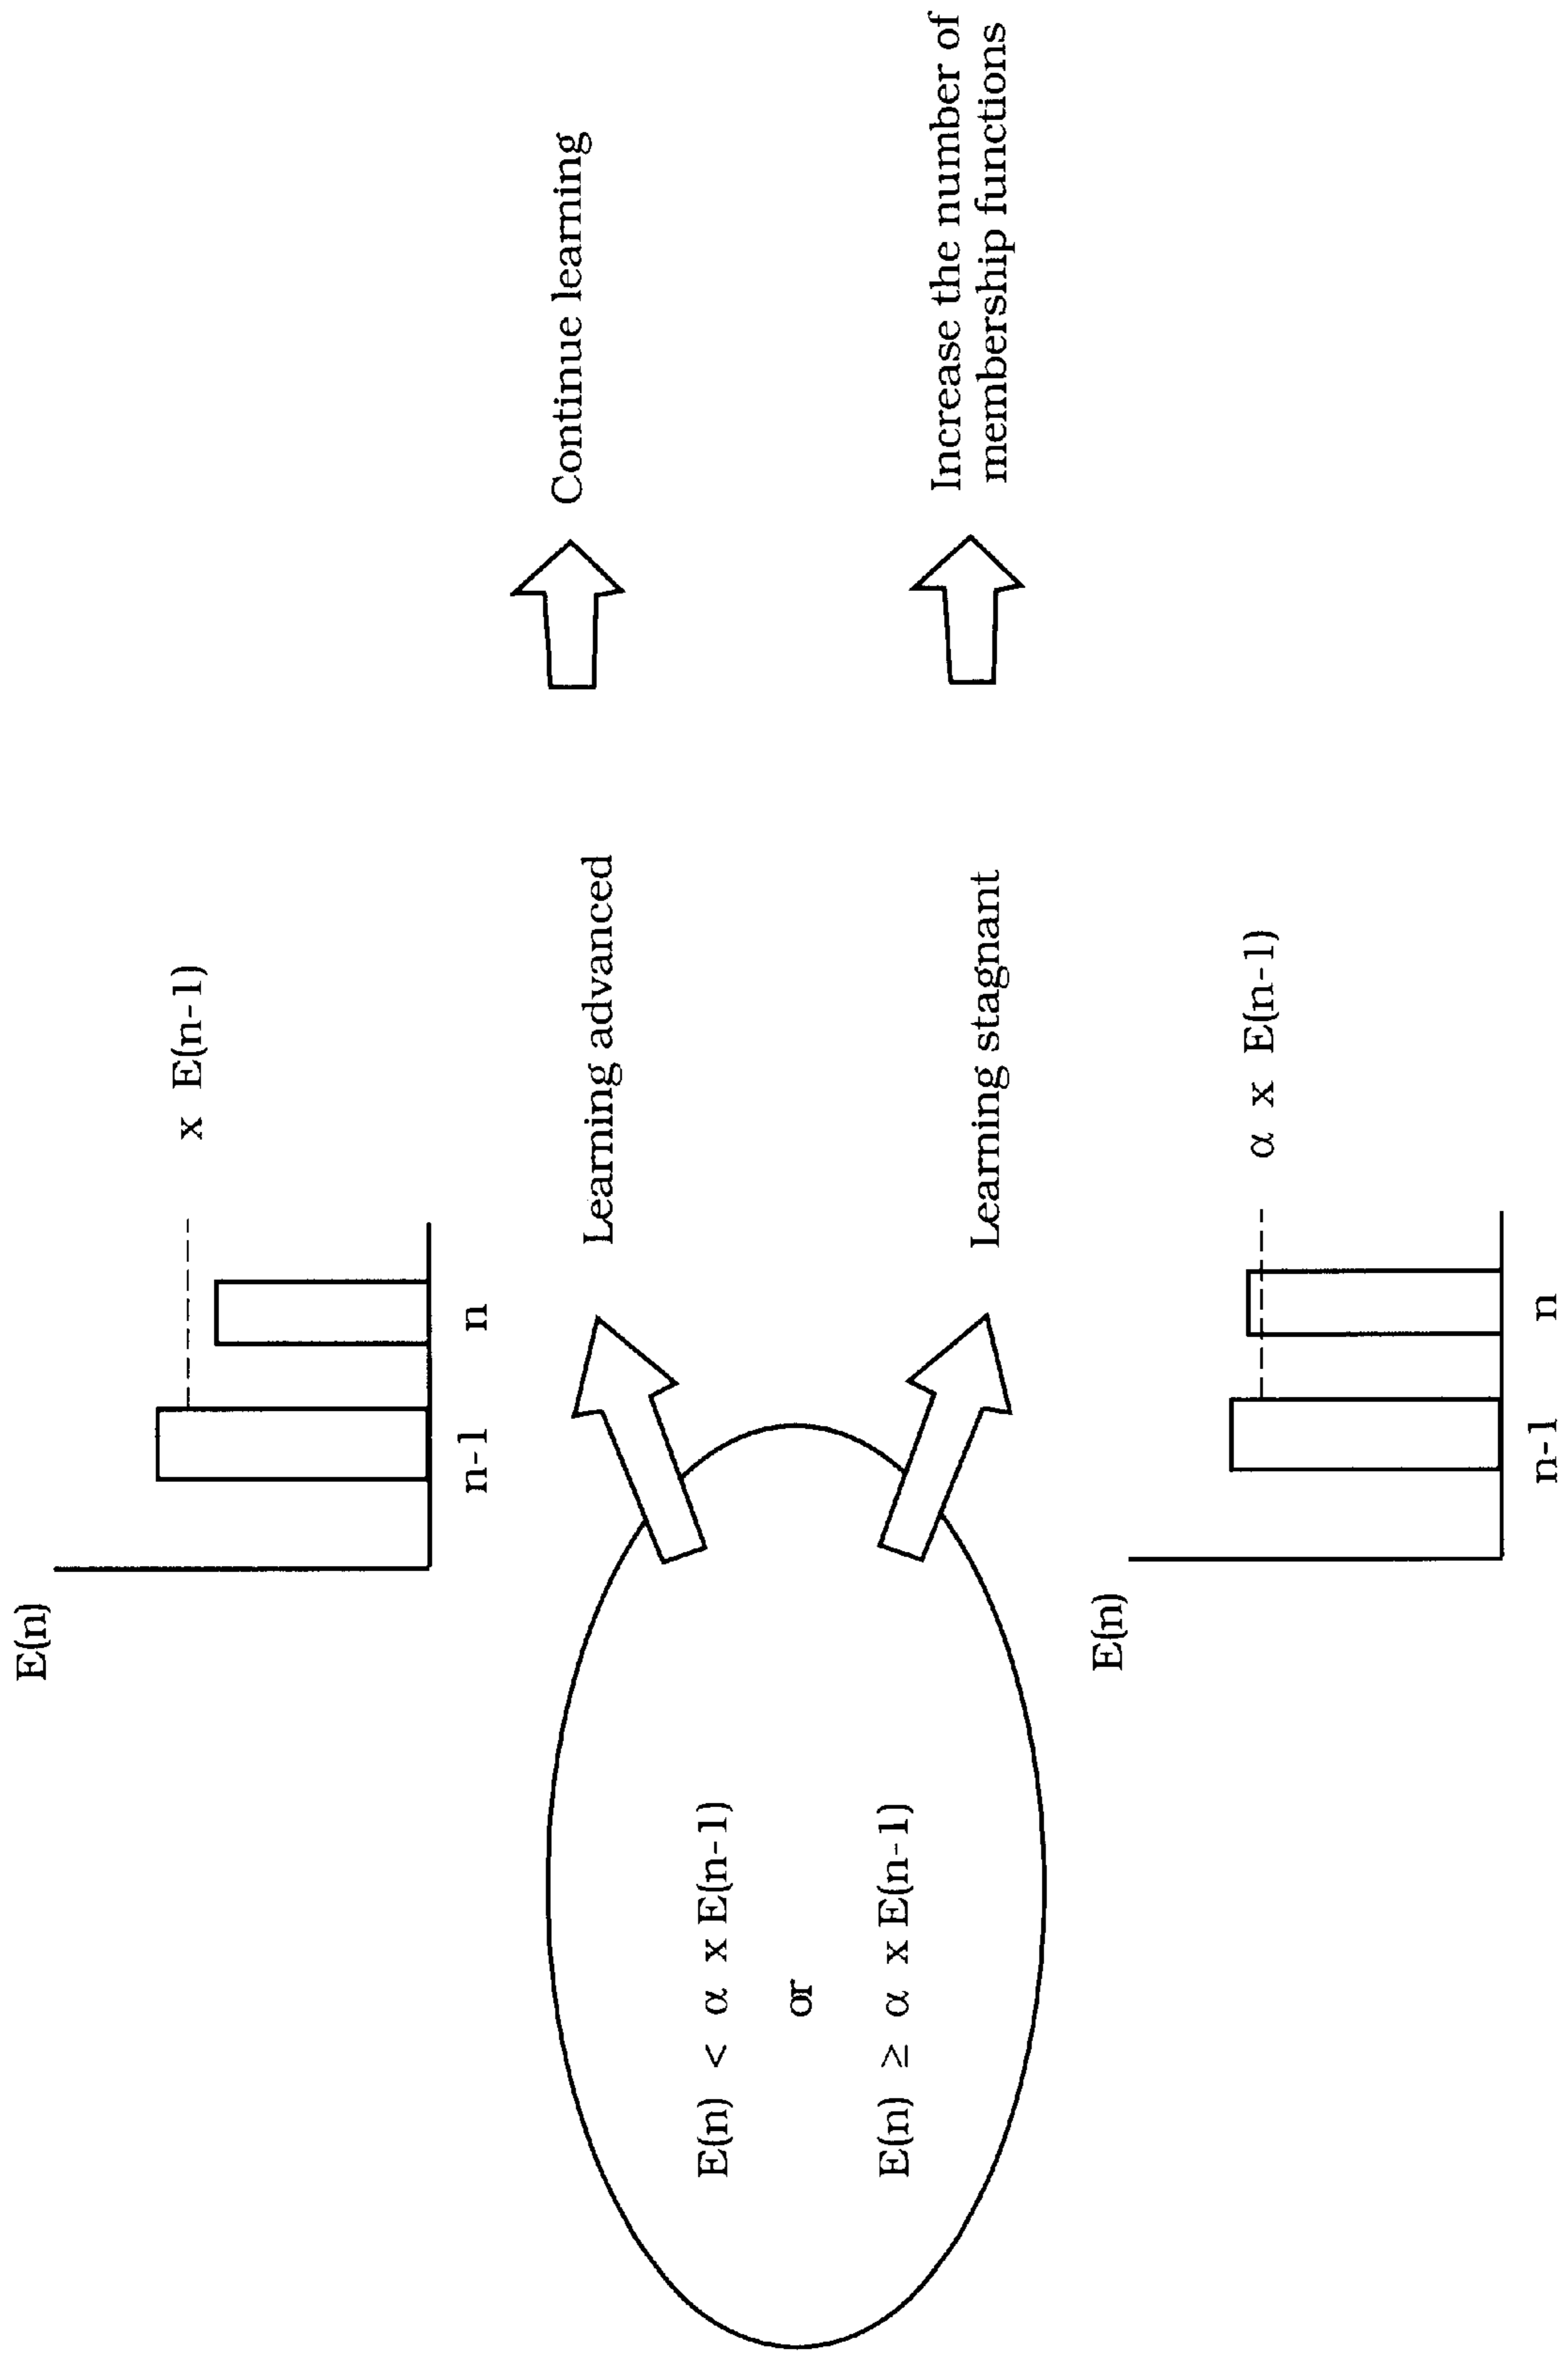 E(n)
x E(n-1)
n-1 n
Learning advanced
Continue learning
E(n) < α x E(n-1)
or
E(n) ≥ α x E(n-1)
Learning stagnant
Increase the number of
membership functions
E(n)
α x E(n-1)
n-1 n